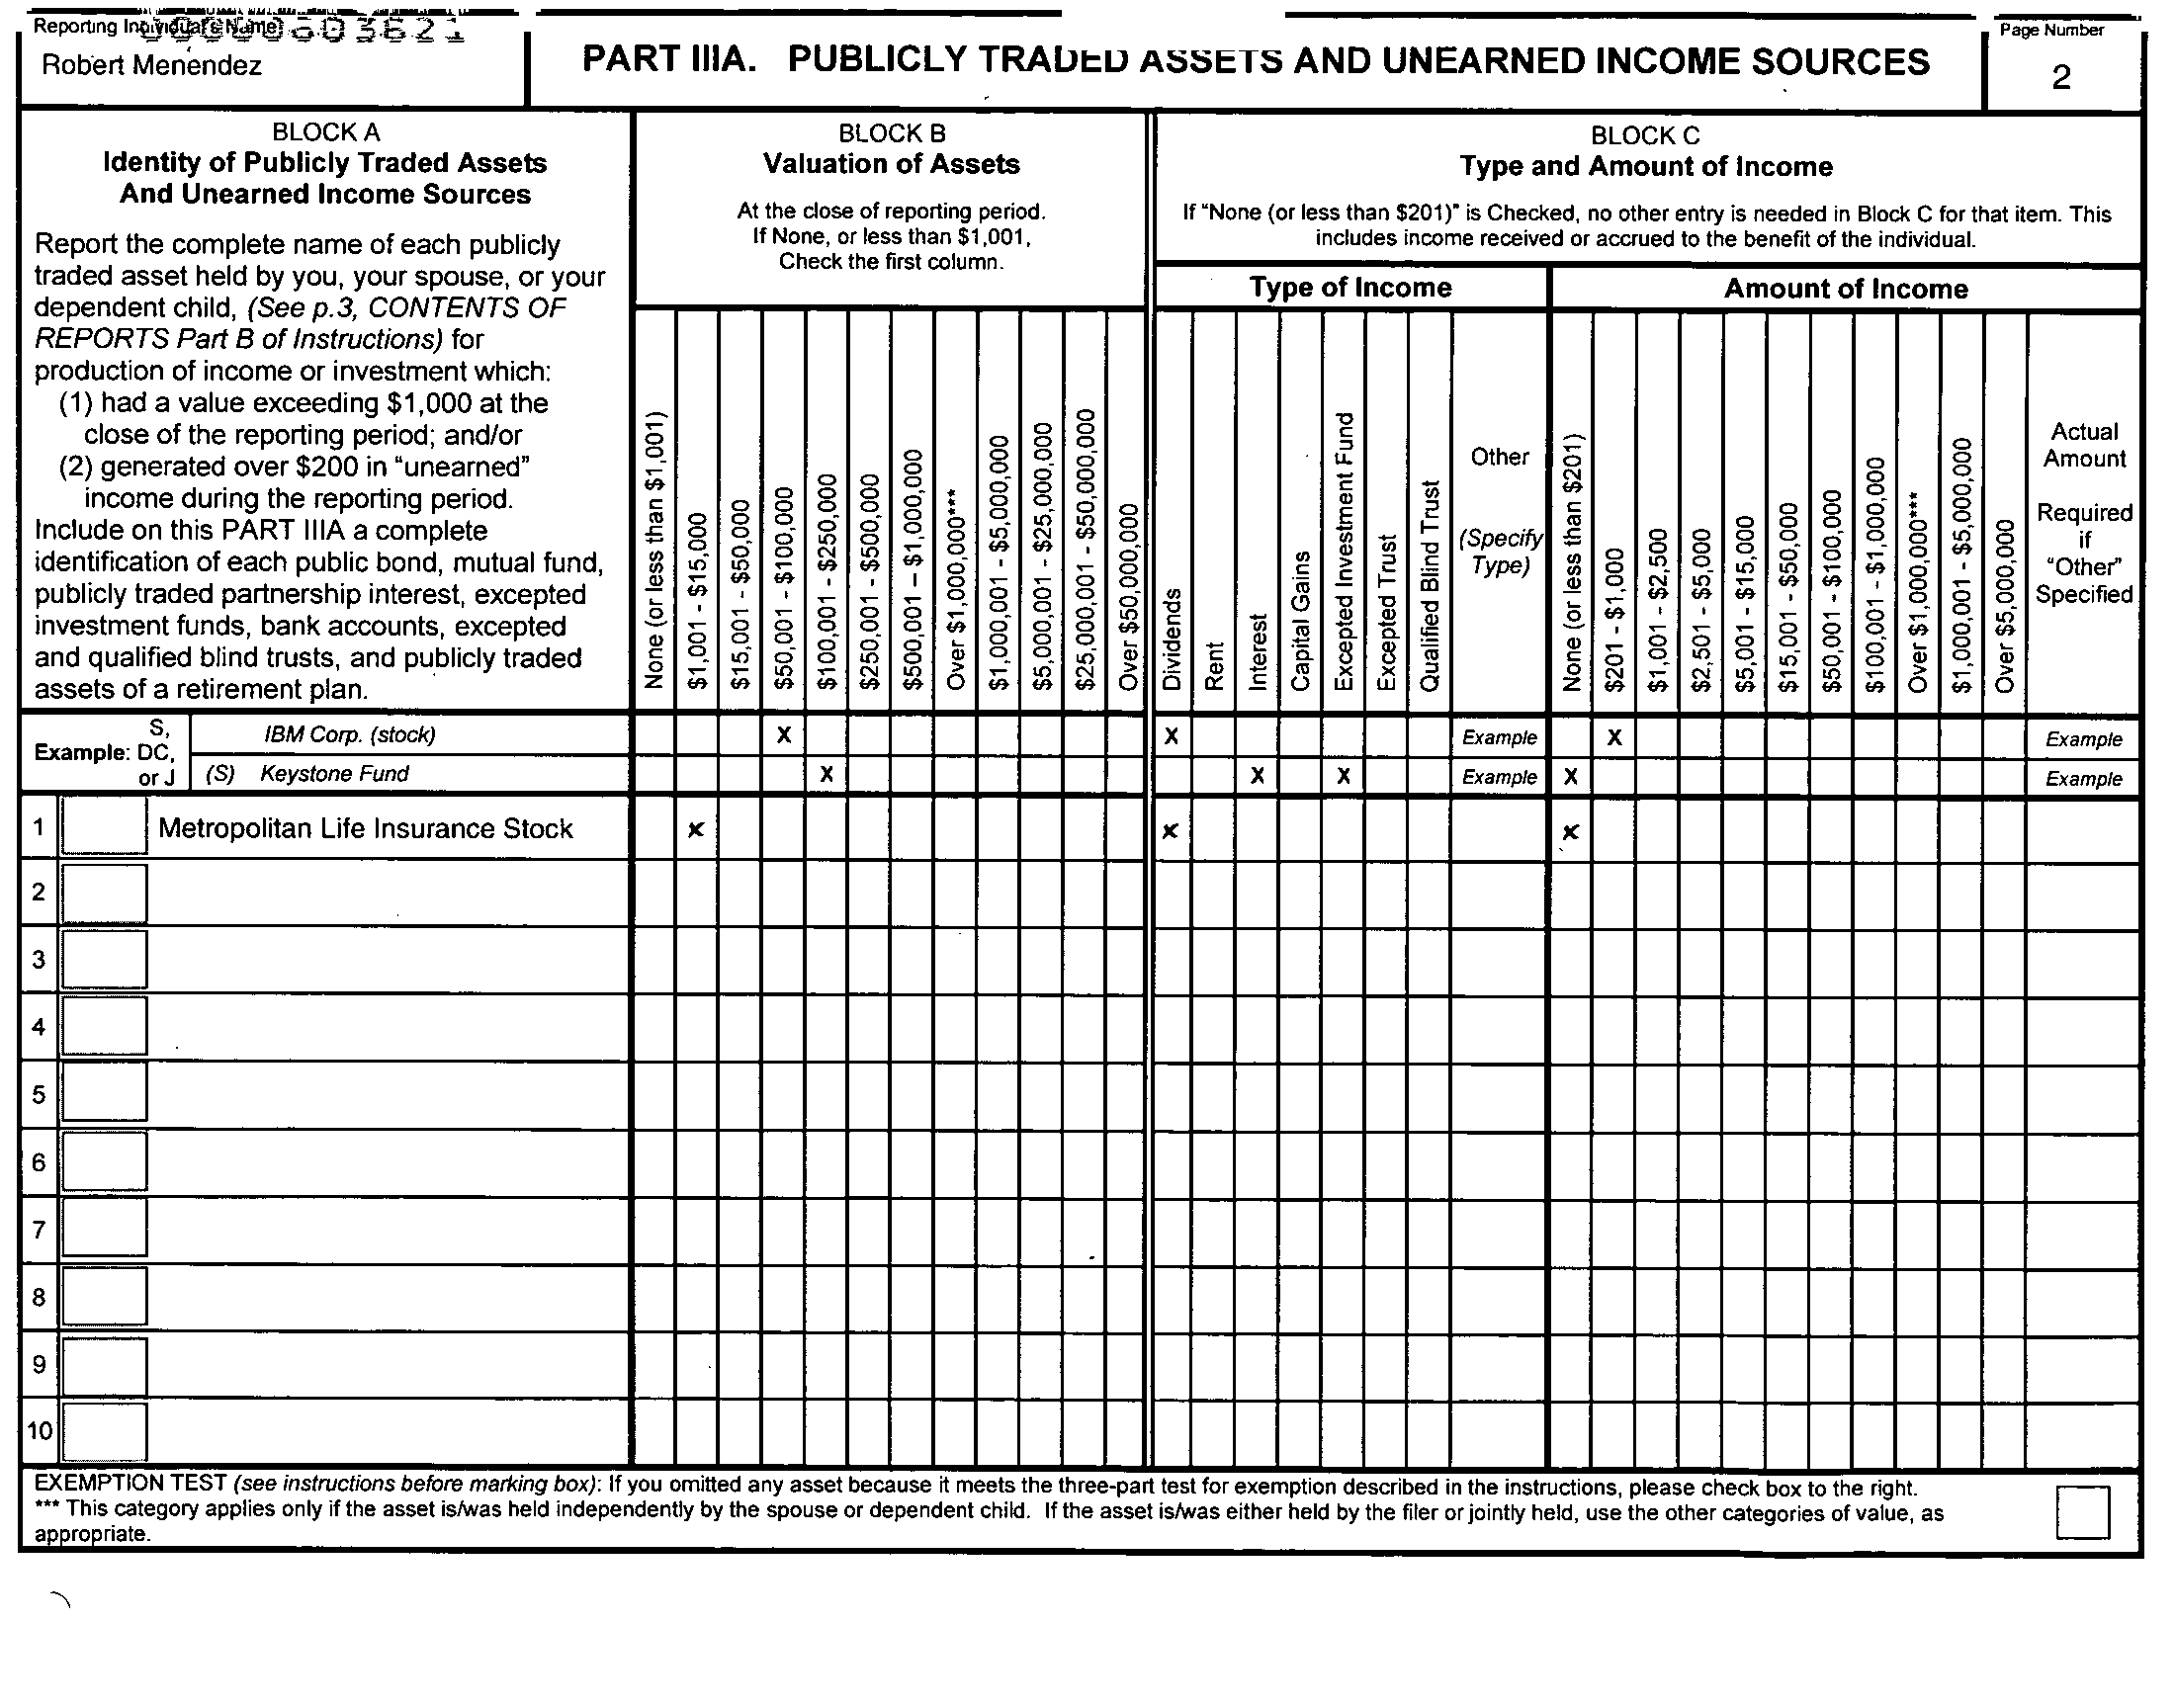 Reporting Individual's Name
Robert Menendez
PART IIIA. PUBLICLY TRADED ASSETS AND UNEARNED INCOME SOURCES
Page Number
2
BLOCK A
Identity of Publicly Traded Assets
And Unearned Income Sources
Report the complete name of each publicly
traded asset held by you, your spouse, or your
dependent child, (See p.3, CONTENTS OF
REPORTS Part B of Instructions) for
production of income or investment which:
(1) had a value exceeding $1,000 at the
close of the reporting period; and/or
(2) generated over $200 in "unearned"
income during the reporting period.
Include on this PART IIIA a complete
identification of each public bond, mutual fund,
publicly traded partnership interest, excepted
investment funds, bank accounts, excepted
and qualified blind trusts, and publicly traded
assets of a retirement plan.
BLOCK B
Valuation of Assets
At the close of reporting period.
If None, or less than $1,001,
Check the first column.
None (or less than $1,001)
$1,001 - $15,000
$15,001 - $50,000
$50,001 - $100,000
$100,001 - $250,000
$250,001 - $500,000
$500,001 – $1,000,000
Over $1,000,000***
$1,000,001 - $5,000,000
$5,000,001 - $25,000,000
$25,000,001 - $50,000,000
Over $50,000,000
BLOCK C
Type and Amount of Income
If "None (or less than $201)" is Checked, no other entry is needed in Block C for that item. This
includes income received or accrued to the benefit of the individual.
Type of Income
Dividends
Rent
Interest
Capital Gains
Excepted Investment Fund
Excepted Trust
Qualified Blind Trust
Other
(Specify
Type)
Amount of Income
None (or less than $201)
$201 - $1,000
$1,001 - $2,500
$2,501 - $5,000
$5,001 - $15,000
$15,001 - $50,000
$50,001 - $100,000
$100,001 - $1,000,000
Over $1,000,000***
$1,000,001 - $5,000,000
Over $5,000,000
Actual
Amount
Required
if
"Other"
Specified
Example: S,
DC,
or J
IBM Corp. (stock) X X Example X Example
(S) Keystone Fund X X X Example X Example
1 Metropolitan Life Insurance Stock x x x
2
3
4
5
6
7
8
9
10
EXEMPTION TEST (see instructions before marking box): If you omitted any asset because it meets the three-part test for exemption described in the instructions, please check box to the right.
*** This category applies only if the asset is/was held independently by the spouse or dependent child. If the asset is/was either held by the filer or jointly held, use the other categories of value, as
appropriate.